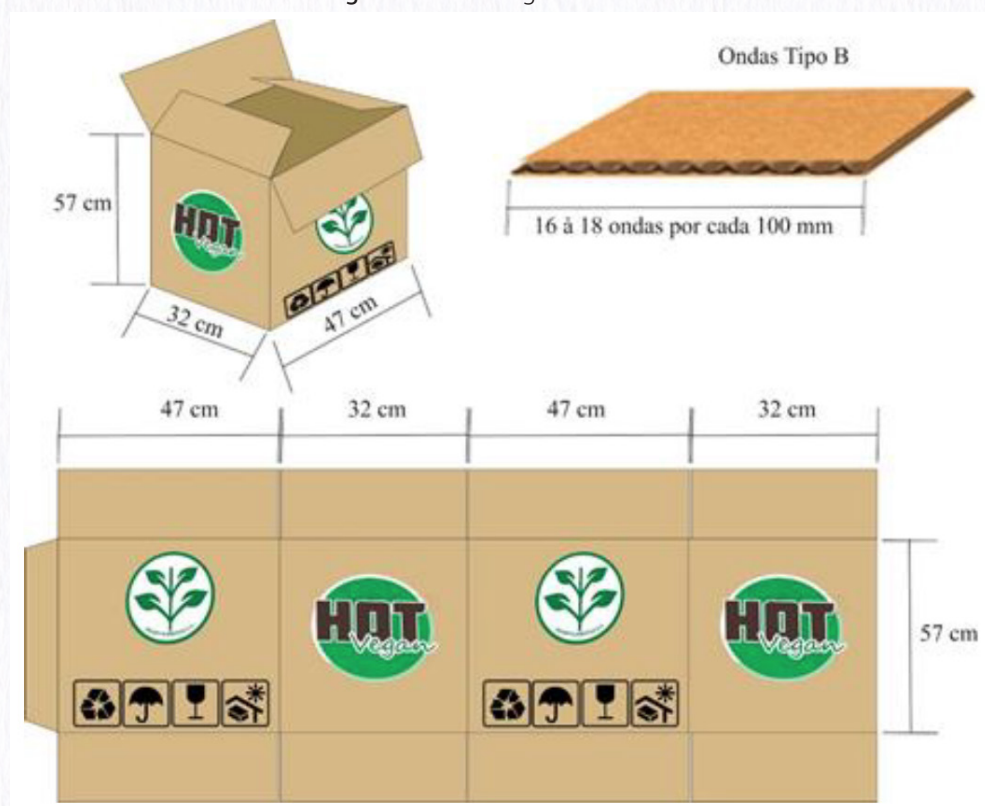 Ondas Tipo B
57 cm
HOT
Vegan
16 à 18 ondas por cada 100 mm
32 cm
47 cm
47 cm
32 cm
47 cm
32 cm
HOT
Vegan
HOT
Vegan
57 cm